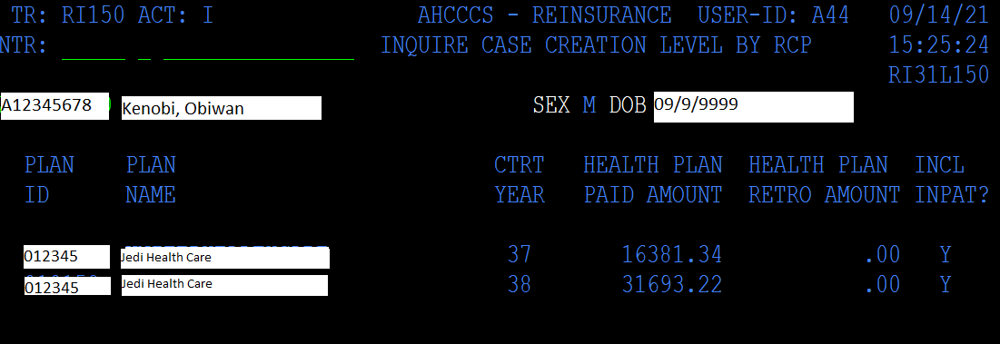 TR: RI150 ACT: I AHCCCS - REINSURANCE USER-ID: A44 09/14/21
NTR: _____ _ _______________ INQUIRE CASE CREATION LEVEL BY RCP 15:25:24
RI31L150
A12345678 Kenobi, Obiwan SEX M DOB 09/9/9999
PLAN PLAN CTRT HEALTH PLAN HEALTH PLAN INCL
ID NAME YEAR PAID AMOUNT RETRO AMOUNT INPAT?
012345 Jedi Health Care 37 16381.34 .00 Y
012345 Jedi Health Care 38 31693.22 .00 Y